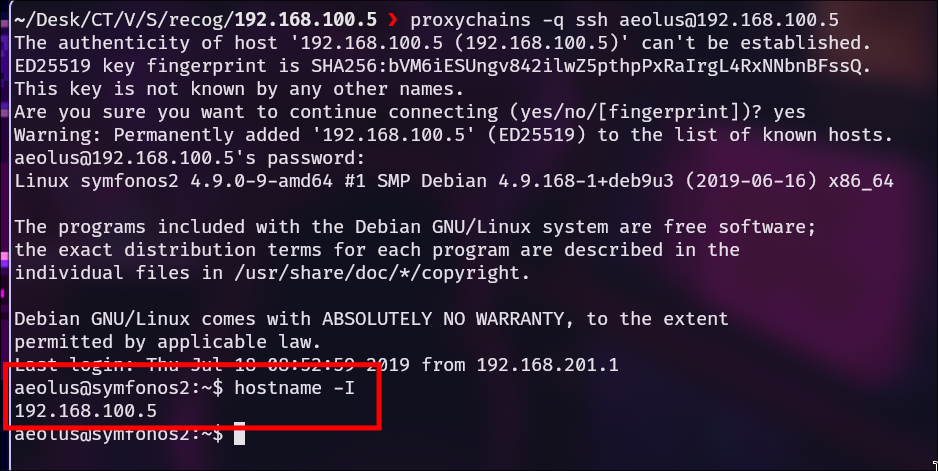 ~/Desk/CT/V/S/recog/192.168.100.5 ❯ proxychains -q ssh aeolus@192.168.100.5
The authenticity of host '192.168.100.5 (192.168.100.5)' can't be established.
ED25519 key fingerprint is SHA256:bVM6iESUngv842ilwZ5pthpPxRaIrgL4RxNNbnBFssQ.
This key is not known by any other names.
Are you sure you want to continue connecting (yes/no/[fingerprint])? yes
Warning: Permanently added '192.168.100.5' (ED25519) to the list of known hosts.
aeolus@192.168.100.5's password:
Linux symfonos2 4.9.0-9-amd64 #1 SMP Debian 4.9.168-1+deb9u3 (2019-06-16) x86_64
The programs included with the Debian GNU/Linux system are free software;
the exact distribution terms for each program are described in the
individual files in /usr/share/doc/*/copyright.
Debian GNU/Linux comes with ABSOLUTELY NO WARRANTY, to the extent
permitted by applicable law.
Last login: Thu Jul 18 08:52:59 2019 from 192.168.201.1
aeolus@symfonos2:~$ hostname -I
192.168.100.5
aeolus@symfonos2:~$